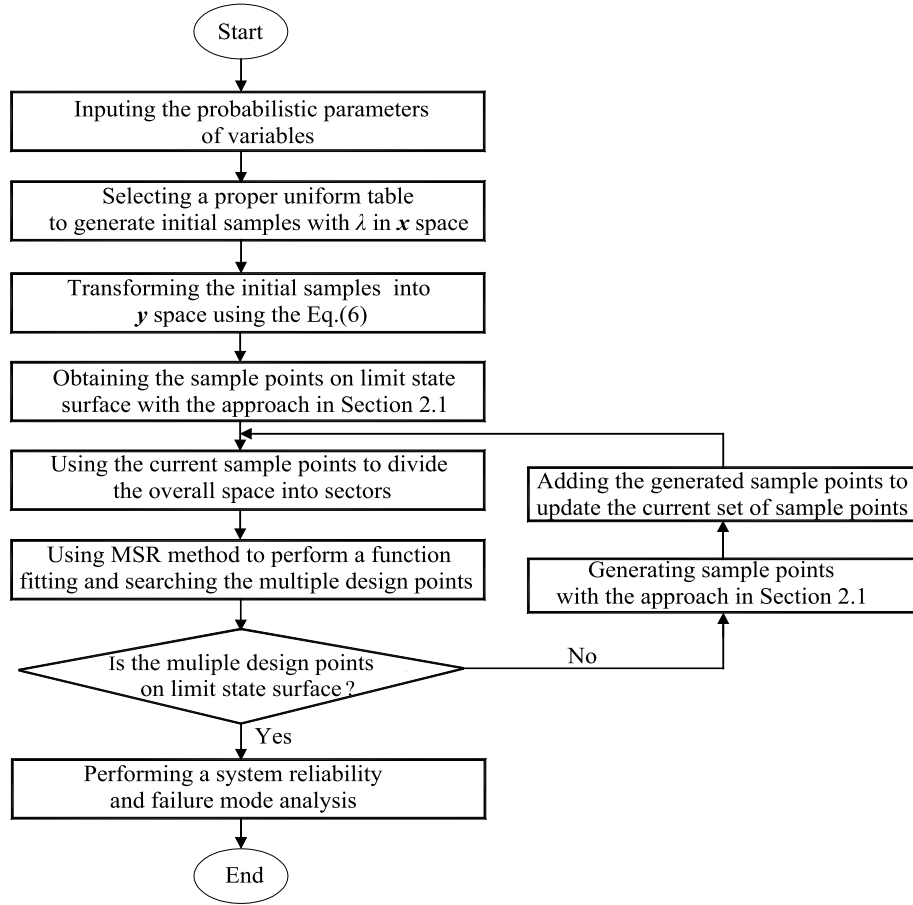 Start
Inputing the probabilistic parameters
of variables
Selecting a proper uniform table
to generate initial samples with λ in x space
Transforming the initial samples into
y space using the Eq.(6)
Obtaining the sample points on limit state
surface with the approach in Section 2.1
Using the current sample points to divide
the overall space into sectors
Using MSR method to perform a function
fitting and searching the multiple design points
Is the muliple design points
on limit state surface?
No
Generating sample points
with the approach in Section 2.1
Adding the generated sample points to
update the current set of sample points
Yes
Performing a system reliability
and failure mode analysis
End